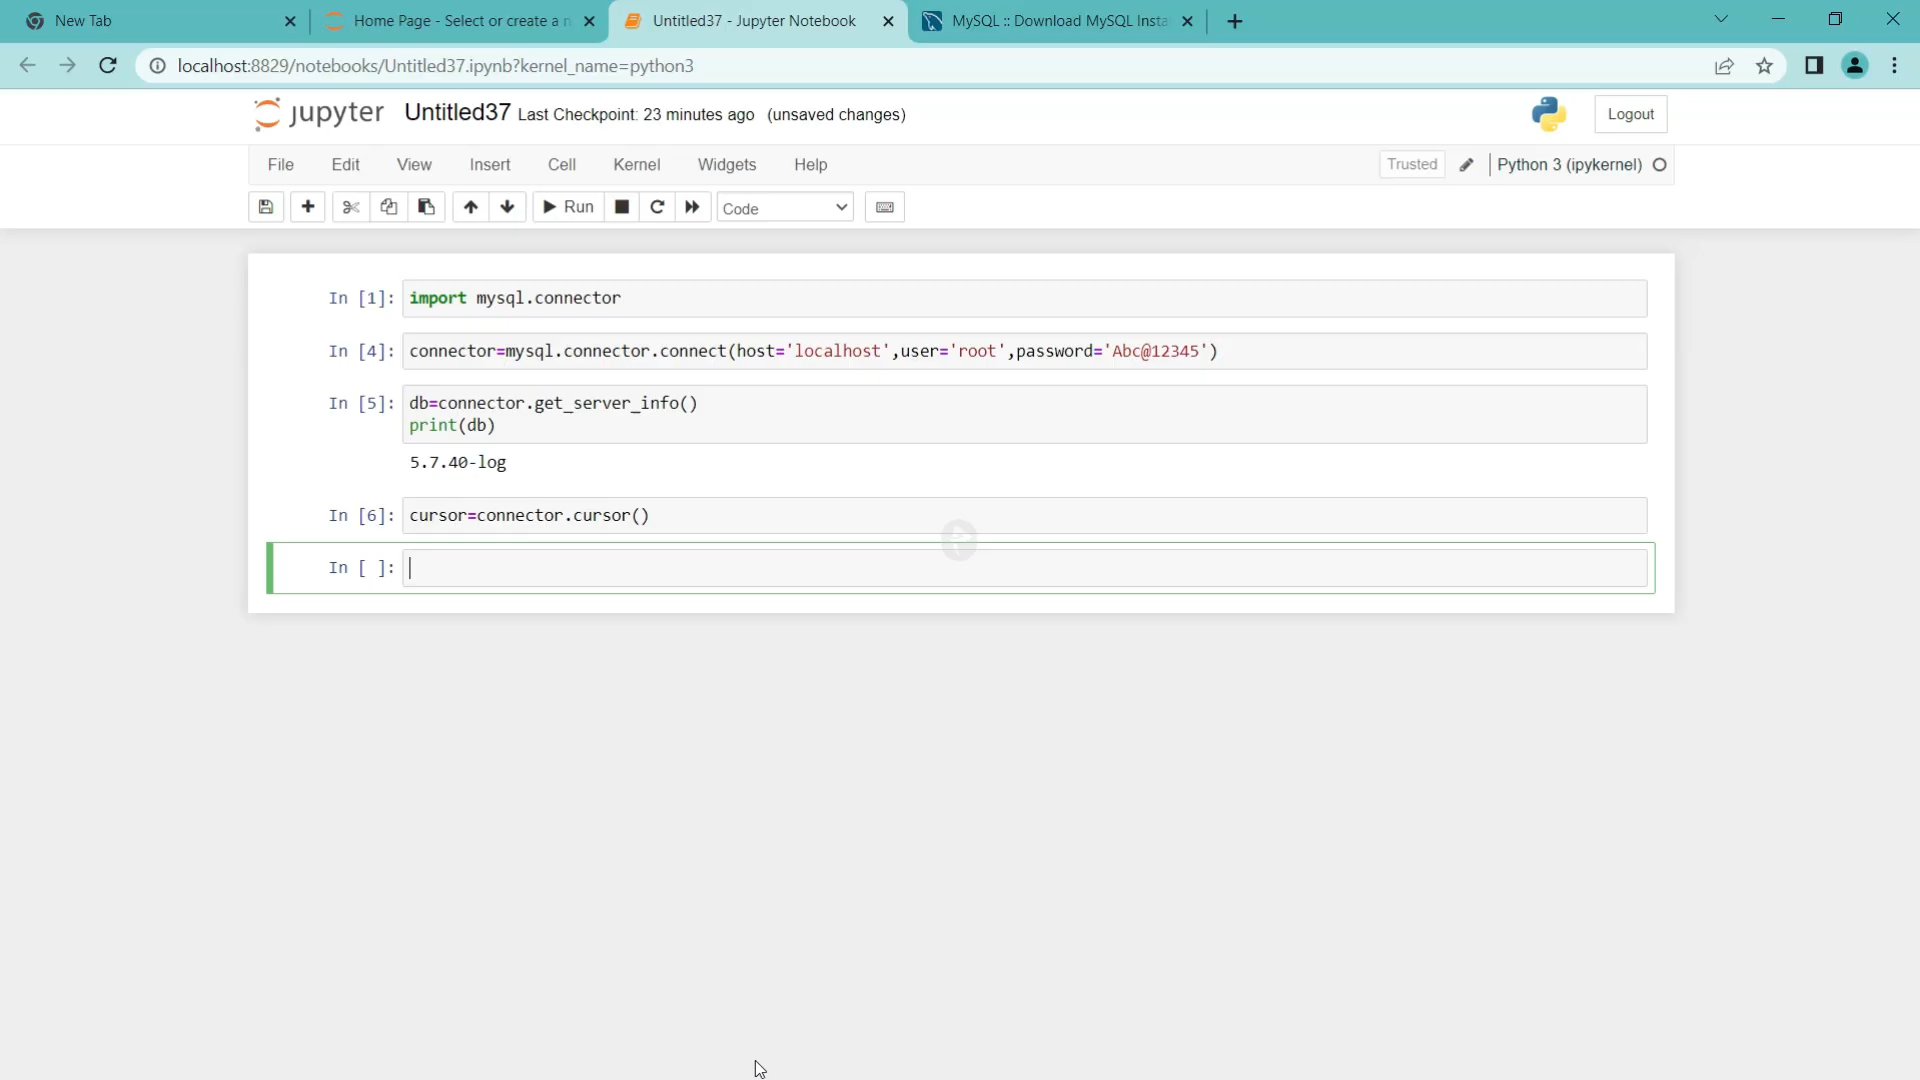 New Tab
Home Page - Select or create a n
Untitled37 - Jupyter Notebook
MySQL :: Download MySQL Insta
localhost:8829/notebooks/Untitled37.ipynb?kernel_name=python3
jupyter Untitled37 Last Checkpoint: 23 minutes ago (unsaved changes)
Logout
File Edit View Insert Cell Kernel Widgets Help
Trusted
Python 3 (ipykernel)
Run
Code
In [1]: import mysql.connector
In [4]: connector=mysql.connector.connect(host='localhost',user='root',password='Abc@12345')
In [5]: db=connector.get_server_info()
print(db)
5.7.40-log
In [6]: cursor=connector.cursor()
In [ ]: